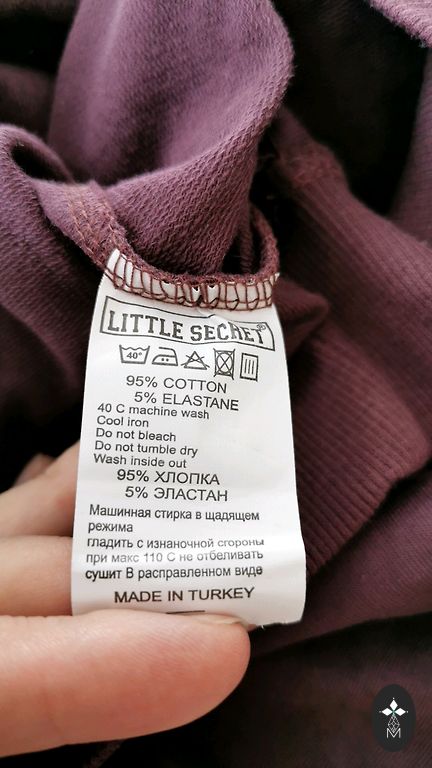 LITTLE SECRET®
40°
95% COTTON
5% ELASTANE
40 C machine wash
Cool iron
Do not bleach
Do not tumble dry
Wash inside out
95% ХЛОПКА
5% ЭЛАСТАН
Машинная стирка в щадящем
режима
гладить с изнаночной стороны
при макс 110 С не отбеливать
сушит В расправленном виде
MADE IN TURKEY
M